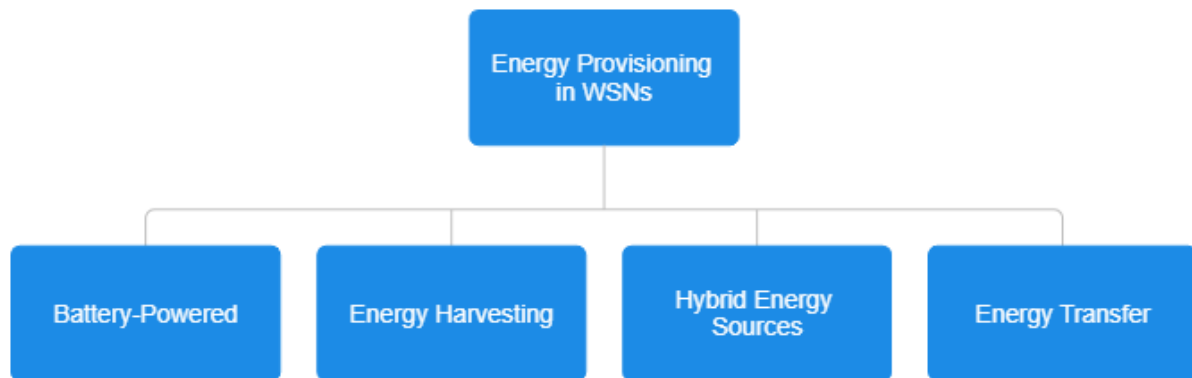 Energy Provisioning
in WSNs
Battery-Powered
Energy Harvesting
Hybrid Energy
Sources
Energy Transfer